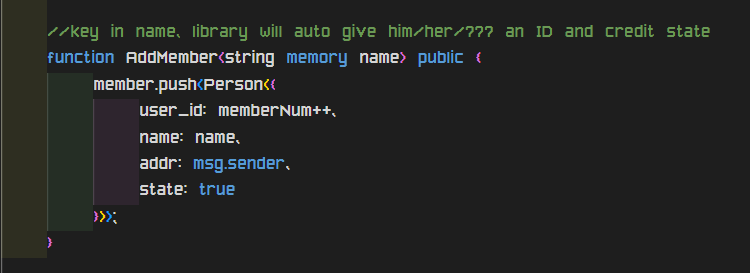 //key in name, library will auto give him/her/??? an ID and credit state
function AddMember(string memory name) public {
member.push(Person({
user_id: memberNum++,
name: name,
addr: msg.sender,
state: true
}));
}